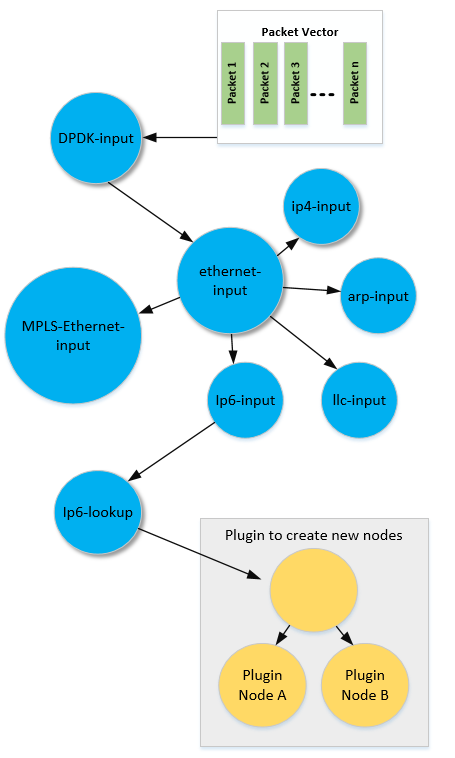 Packet Vector
Packet 1
Packet 2
Packet 3
Packet n
DPDK-input
ip4-input
ethernet-
input
arp-input
MPLS-Ethernet-
input
Ip6-input
llc-input
Ip6-lookup
Plugin to create new nodes
Plugin
Node A
Plugin
Node B